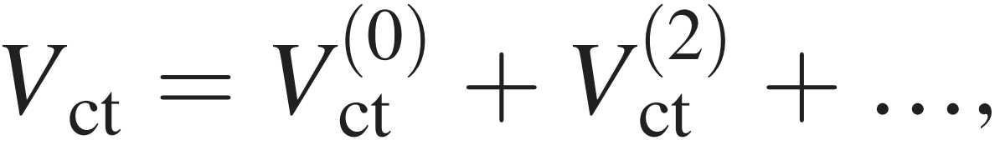 V_ct = V_ct^(0) + V_ct^(2) + ....,